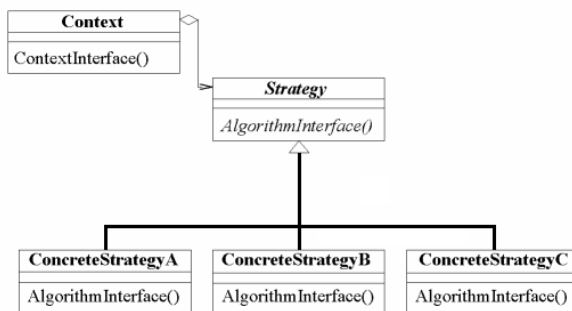 Context
ContextInterface()
Strategy
AlgorithmInterface()
ConcreteStrategyA
ConcreteStrategyB
ConcreteStrategyC
AlgorithmInterface()
AlgorithmInterface()
AlgorithmInterface()